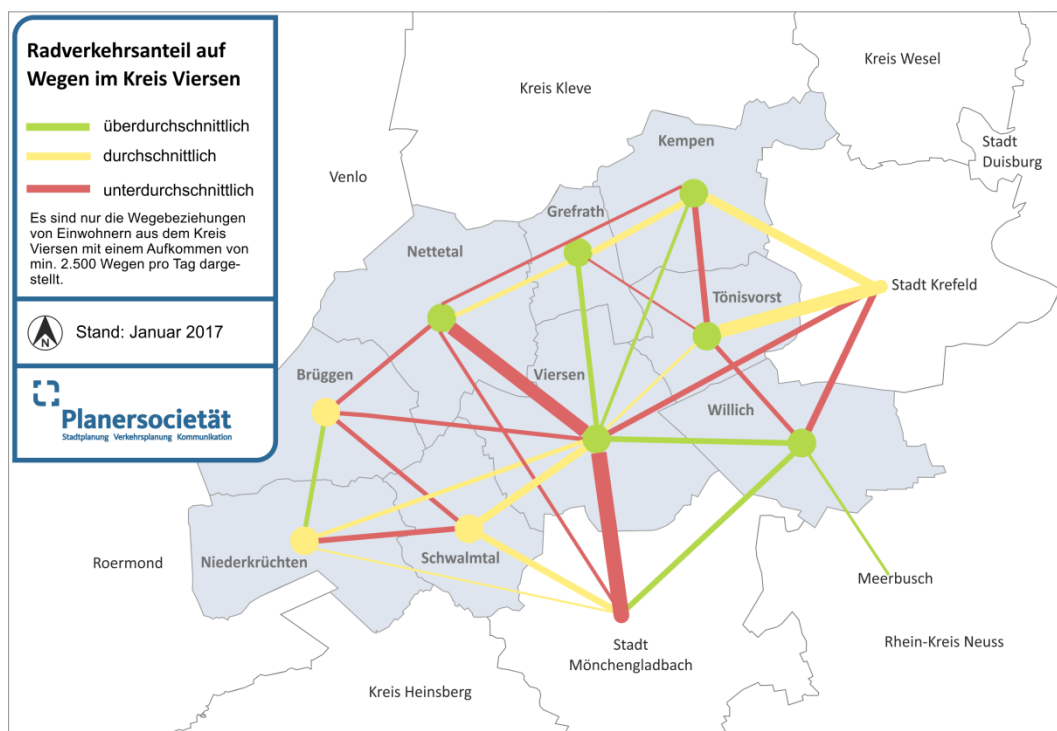 Radverkehrsanteil auf
Wegen im Kreis Viersen
überdurchschnittlich
durchschnittlich
unterdurchschnittlich
Es sind nur die Wegebeziehungen
von Einwohnern aus dem Kreis
Viersen mit einem Aufkommen von
min. 2.500 Wegen pro Tag darge-
stellt.
N
Stand: Januar 2017
Planersocietät
Stadtplanung Verkehrsplanung Kommunikation
Kreis Wesel
Kreis Kleve
Stadt
Duisburg
Kempen
Venlo
Grefrath
Nettetal
Stadt Krefeld
Tönisvorst
Brüggen
Viersen
Willich
Roermond
Niederkrüchten
Schwalmtal
Meerbusch
Stadt
Mönchengladbach
Rhein-Kreis Neuss
Kreis Heinsberg